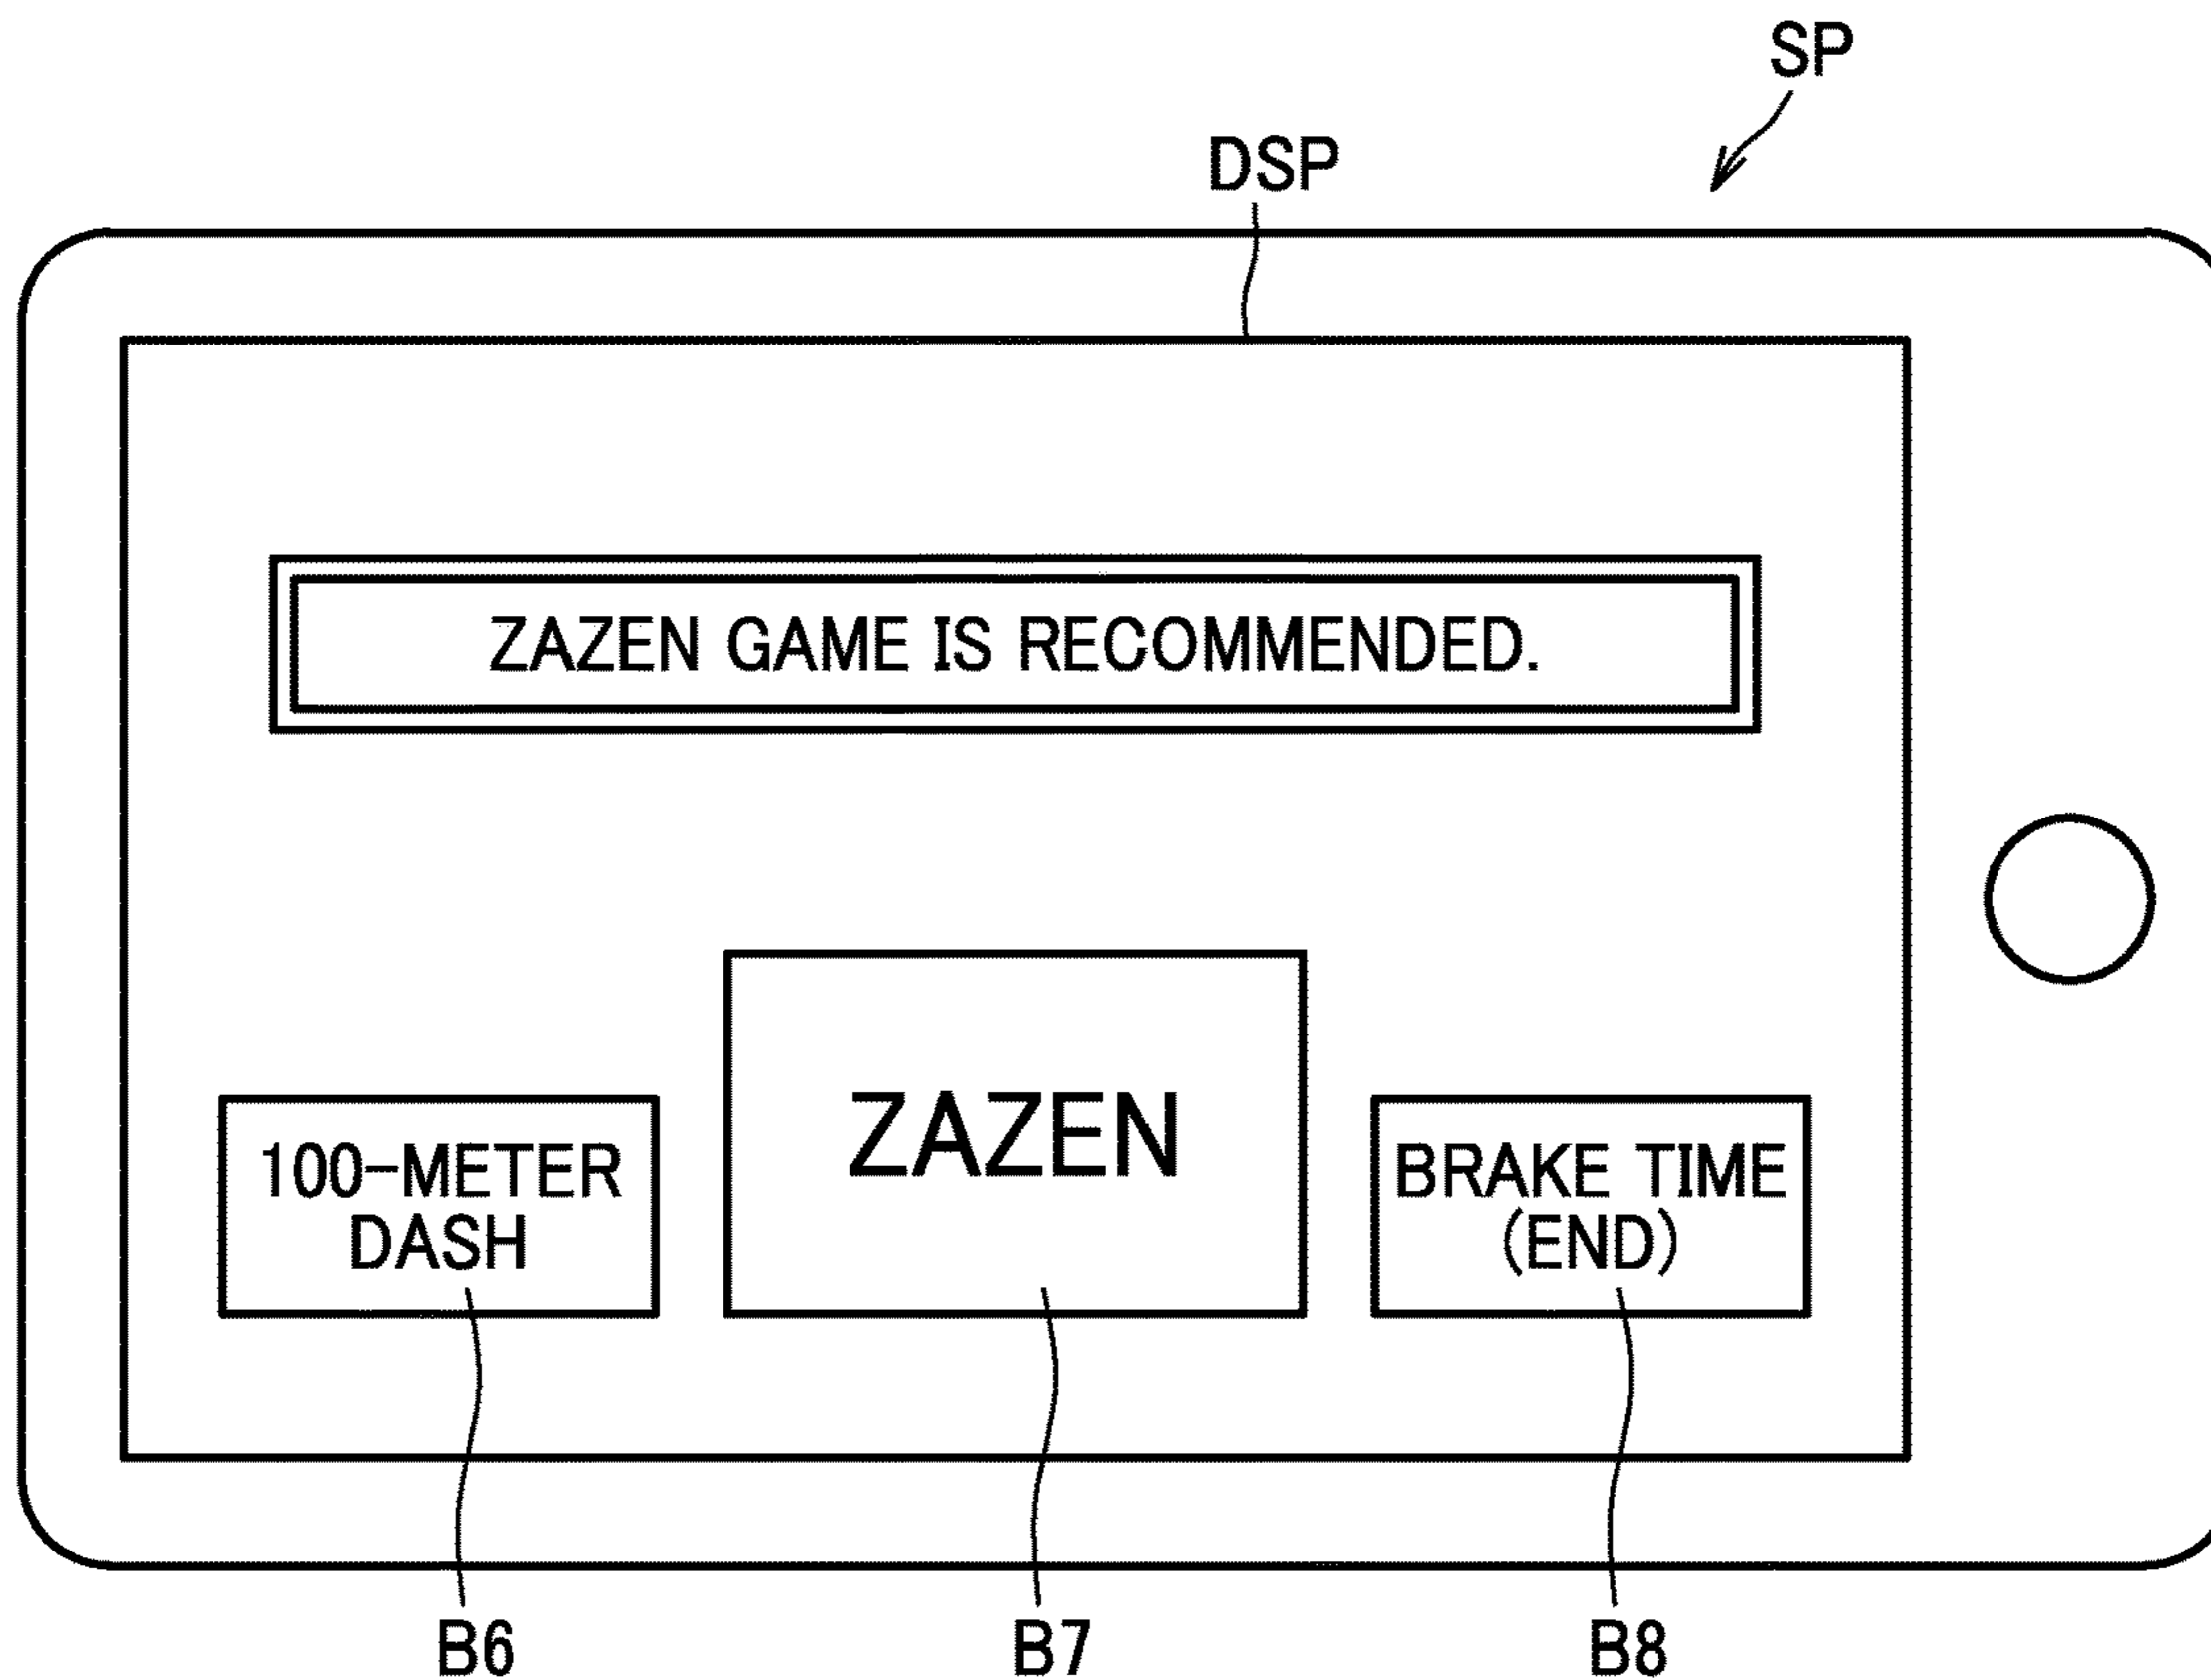 SP
DSP
ZAZEN GAME IS RECOMMENDED.
100-METER
DASH
ZAZEN
BRAKE TIME
(END)
B6
B7
B8